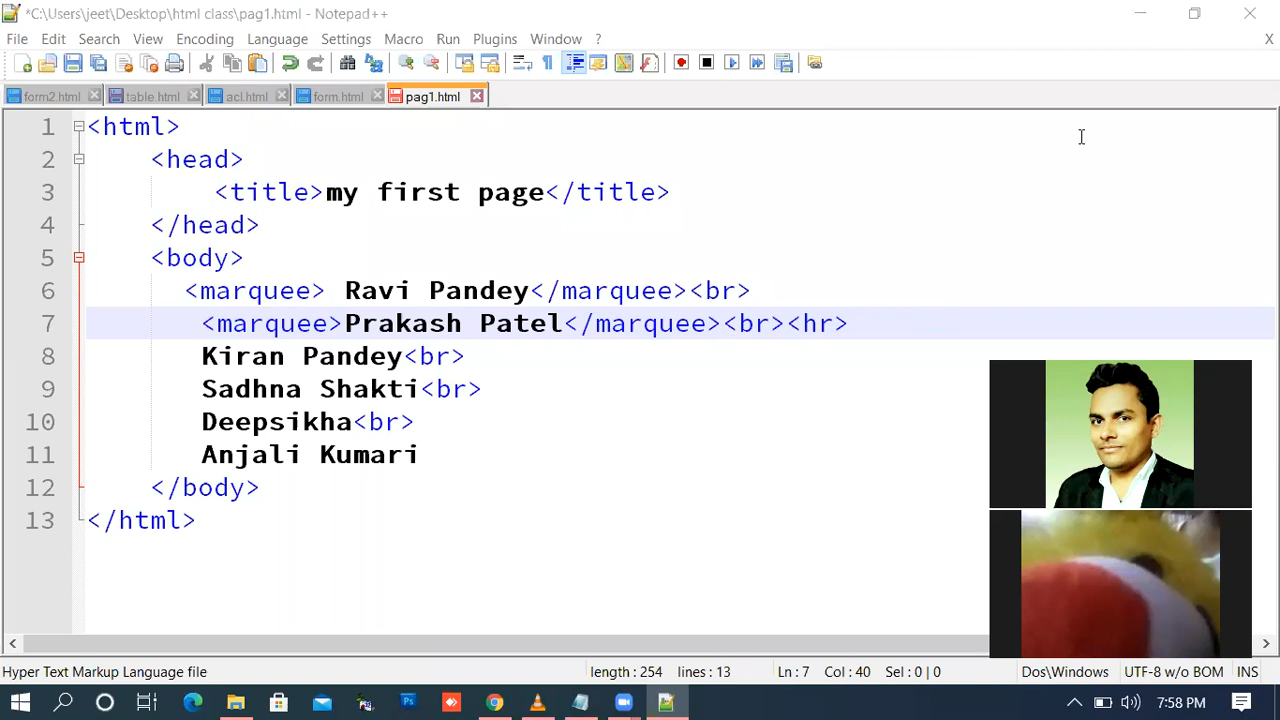 *C:\Users\jeet\Desktop\html class\pag1.html - Notepad++
File Edit Search View Encoding Language Settings Macro Run Plugins Window ? X
form2.html table.html acl.html form.html pag1.html
1 <html>
2 <head>
3 <title>my first page</title>
4 </head>
5 <body>
6 <marquee> Ravi Pandey</marquee><br>
7 <marquee>Prakash Patel</marquee><br><hr>
8 Kiran Pandey<br>
9 Sadhna Shakti<br>
10 Deepsikha<br>
11 Anjali Kumari
12 </body>
13 </html>
Hyper Text Markup Language file length : 254 lines : 13 Ln : 7 Col : 40 Sel : 0 | 0 Dos\Windows UTF-8 w/o BOM INS
7:58 PM